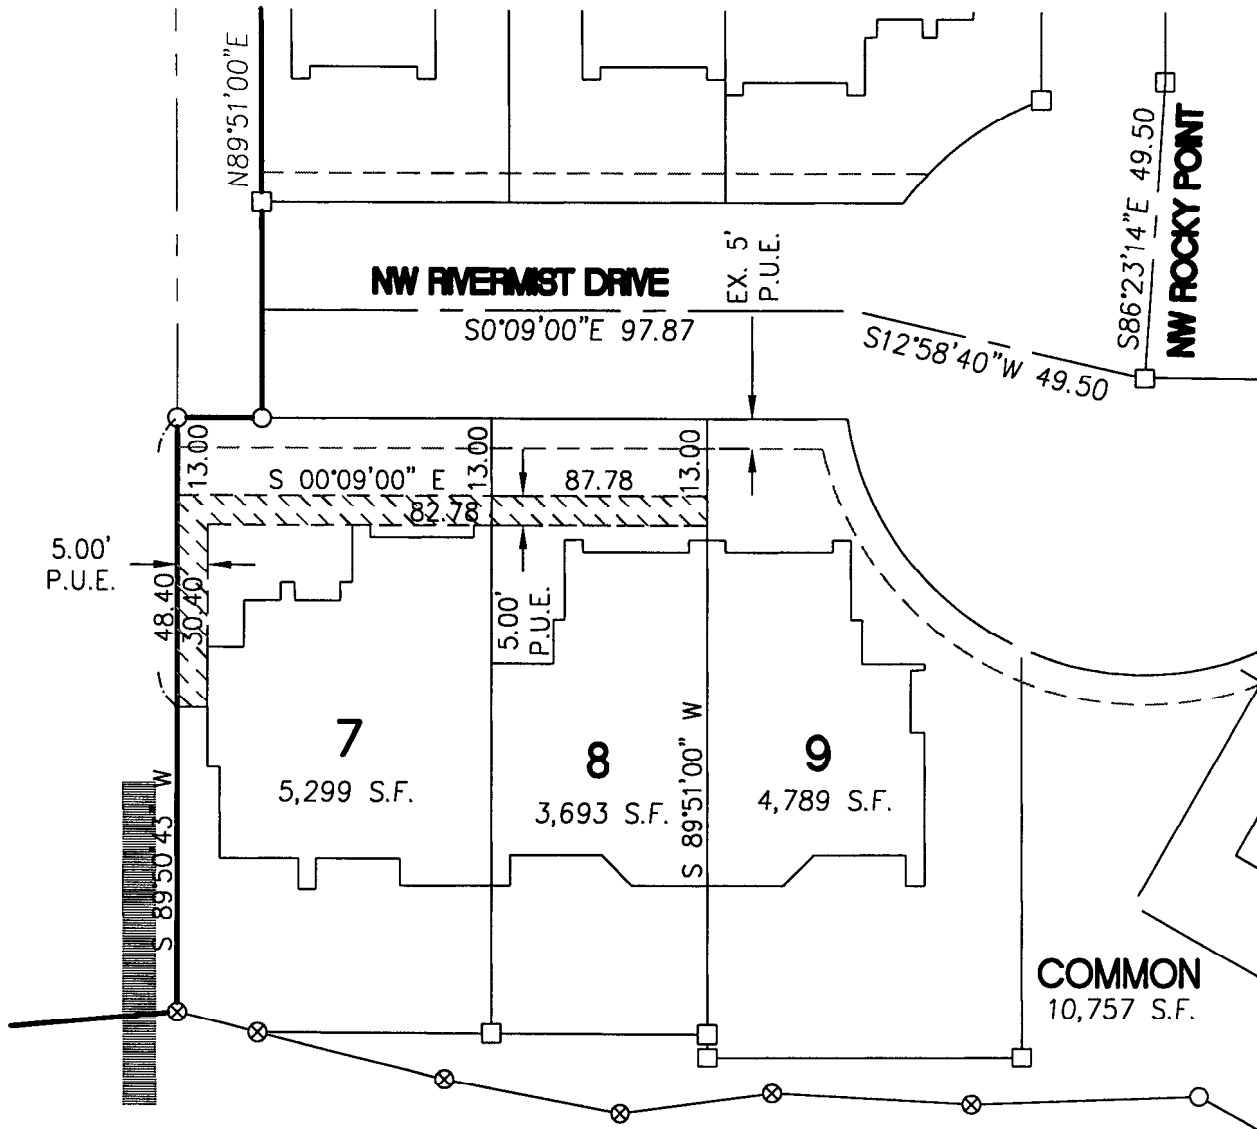 N89°51'00"E
S86°23'14"E 49.50
NW ROCKY POINT
EX. 5'
P.U.E.
NW RIVERMIST DRIVE
S0°09'00"E 97.87
S12°58'40"W 49.50
13.00
13.00
13.00
S 00°09'00" E
87.78
82.78
5.00'
P.U.E.
48.40
30.40
5.00'
P.U.E.
7
5,299 S.F.
8
3,693 S.F.
S 89°51'00" W
9
4,789 S.F.
S 89°50'43" W
COMMON
10,757 S.F.